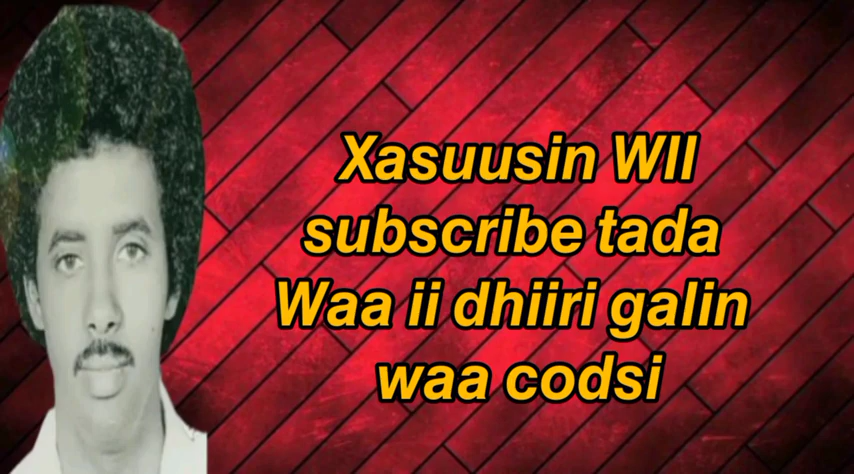 Xasuusin WII
subscribe tada
Waa ii dhiiri galin
waa codsi